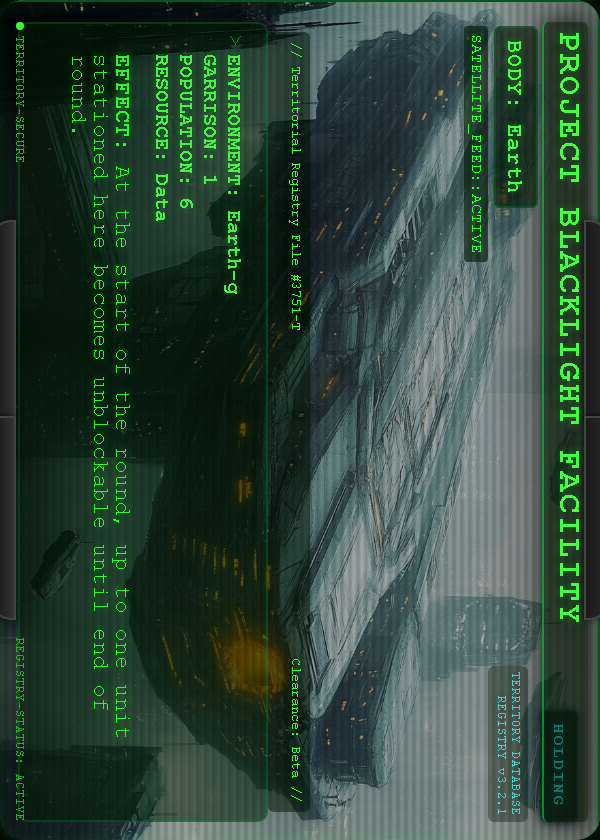 PROJECT BLACKLIGHT FACILITY
HOLDING
BODY: Earth
TERRITORY DATABASE
REGISTRY v3.2.1
SATELLITE_FEED::ACTIVE
// Territorial Registry File #3751-T
Clearance: Beta //
>ENVIRONMENT: Earth-g
GARRISON: 1
POPULATION: 6
RESOURCE: Data
EFFECT: At the start of the round, up to one unit
stationed here becomes unblockable until end of
round.
TERRITORY-SECURE
REGISTRY-STATUS: ACTIVE